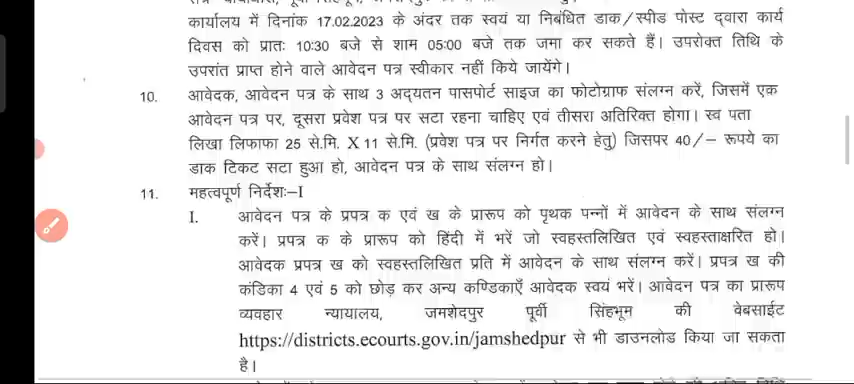 कार्यालय में दिनांक 17.02.2023 के अंदर तक स्वयं या निबंधित डाक/स्पीड पोस्ट द्वारा कार्य
दिवस को प्रातः 10:30 बजे से शाम 05:00 बजे तक जमा कर सकते हैं। उपरोक्त तिथि के
उपरांत प्राप्त होने वाले आवेदन पत्र स्वीकार नहीं किये जायेंगे।
10. आवेदक, आवेदन पत्र के साथ 3 अद्यतन पासपोर्ट साइज का फोटोग्राफ संलग्न करें, जिसमें एक
आवेदन पत्र पर, दूसरा प्रवेश पत्र पर सटा रहना चाहिए एवं तीसरा अतिरिक्त होगा। स्व पता
लिखा लिफाफा 25 से.मि. X 11 से.मि. (प्रवेश पत्र पर निर्गत करने हेतु) जिसपर 40/– रूपये का
डाक टिकट सटा हुआ हो, आवेदन पत्र के साथ संलग्न हो।
11. महत्वपूर्ण निर्देशः–I
I. आवेदन पत्र के प्रपत्र क एवं ख के प्रारूप को पृथक पन्नों में आवेदन के साथ संलग्न
करें। प्रपत्र क के प्रारूप को हिंदी में भरें जो स्वहस्तलिखित एवं स्वहस्ताक्षरित हो।
आवेदक प्रपत्र ख को स्वहस्तलिखित प्रति में आवेदन के साथ संलग्न करें। प्रपत्र ख की
कंडिका 4 एवं 5 को छोड़ कर अन्य कण्डिकाएँ आवेदक स्वयं भरें। आवेदन पत्र का प्रारूप
व्यवहार न्यायालय, जमशेदपुर पूर्वी सिंहभूम की वेबसाईट
https://districts.ecourts.gov.in/jamshedpur से भी डाउनलोड किया जा सकता
है।